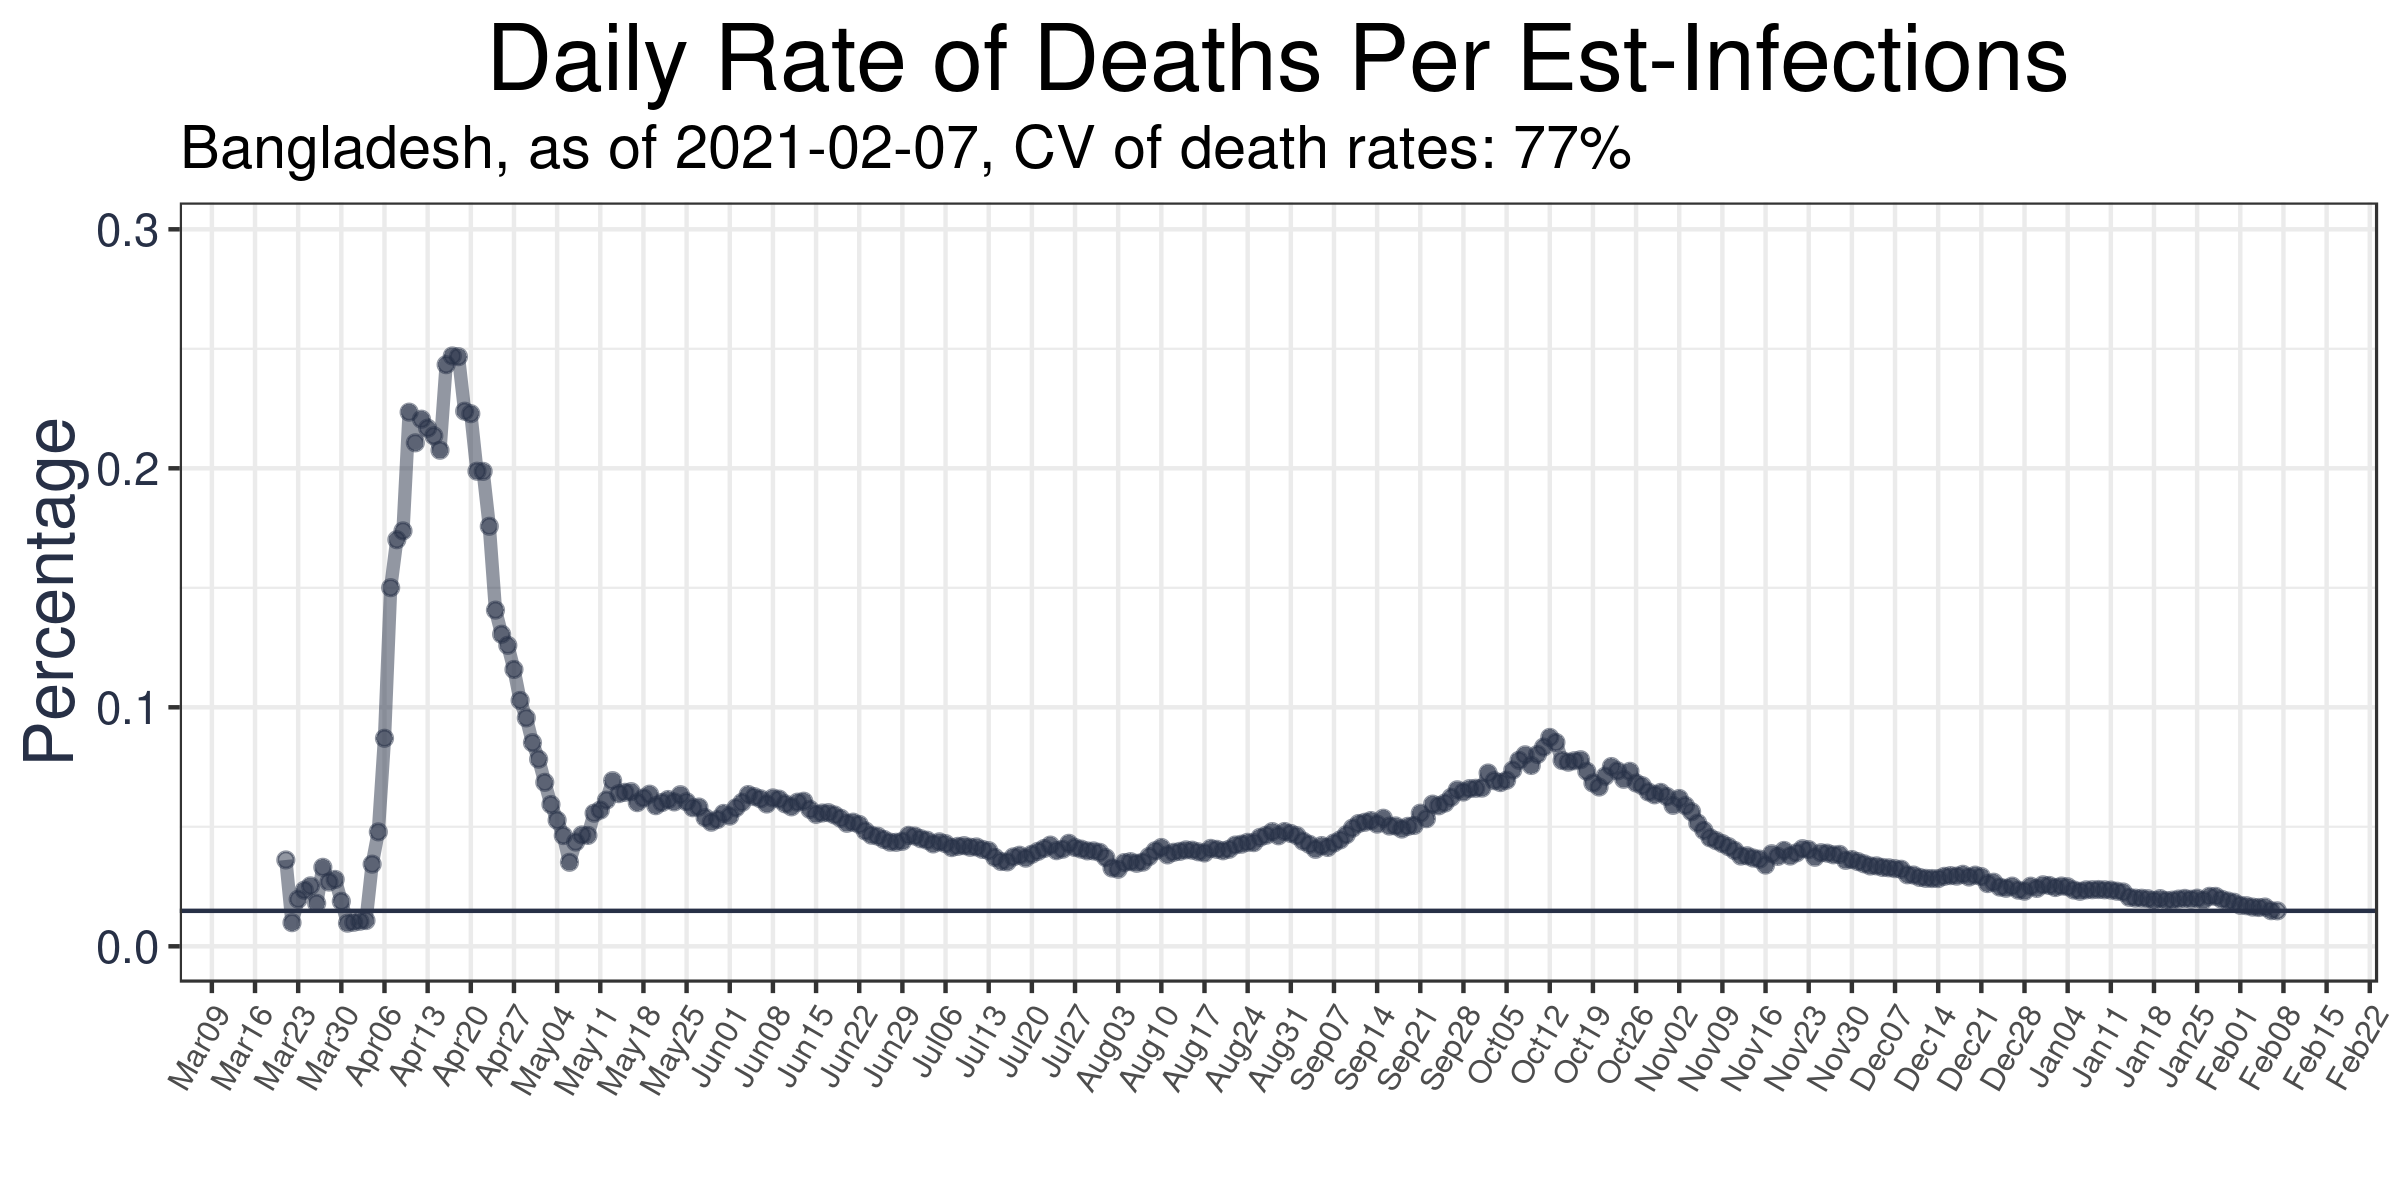 Daily Rate of Deaths Per Est-Infections
Bangladesh, as of 2021-02-07, CV of death rates: 77%
Percentage
0.3
0.2
0.1
0.0
Mar09 Mar16 Mar23 Mar30 Apr06 Apr13 Apr20 Apr27 May04 May11 May18 May25 Jun01 Jun08 Jun15 Jun22 Jun29 Jul06 Jul13 Jul20 Jul27 Aug03 Aug10 Aug17 Aug24 Aug31 Sep07 Sep14 Sep21 Sep28 Oct05 Oct12 Oct19 Oct26 Nov02 Nov09 Nov16 Nov23 Nov30 Dec07 Dec14 Dec21 Dec28 Jan04 Jan11 Jan18 Jan25 Feb01 Feb08 Feb15 Feb22